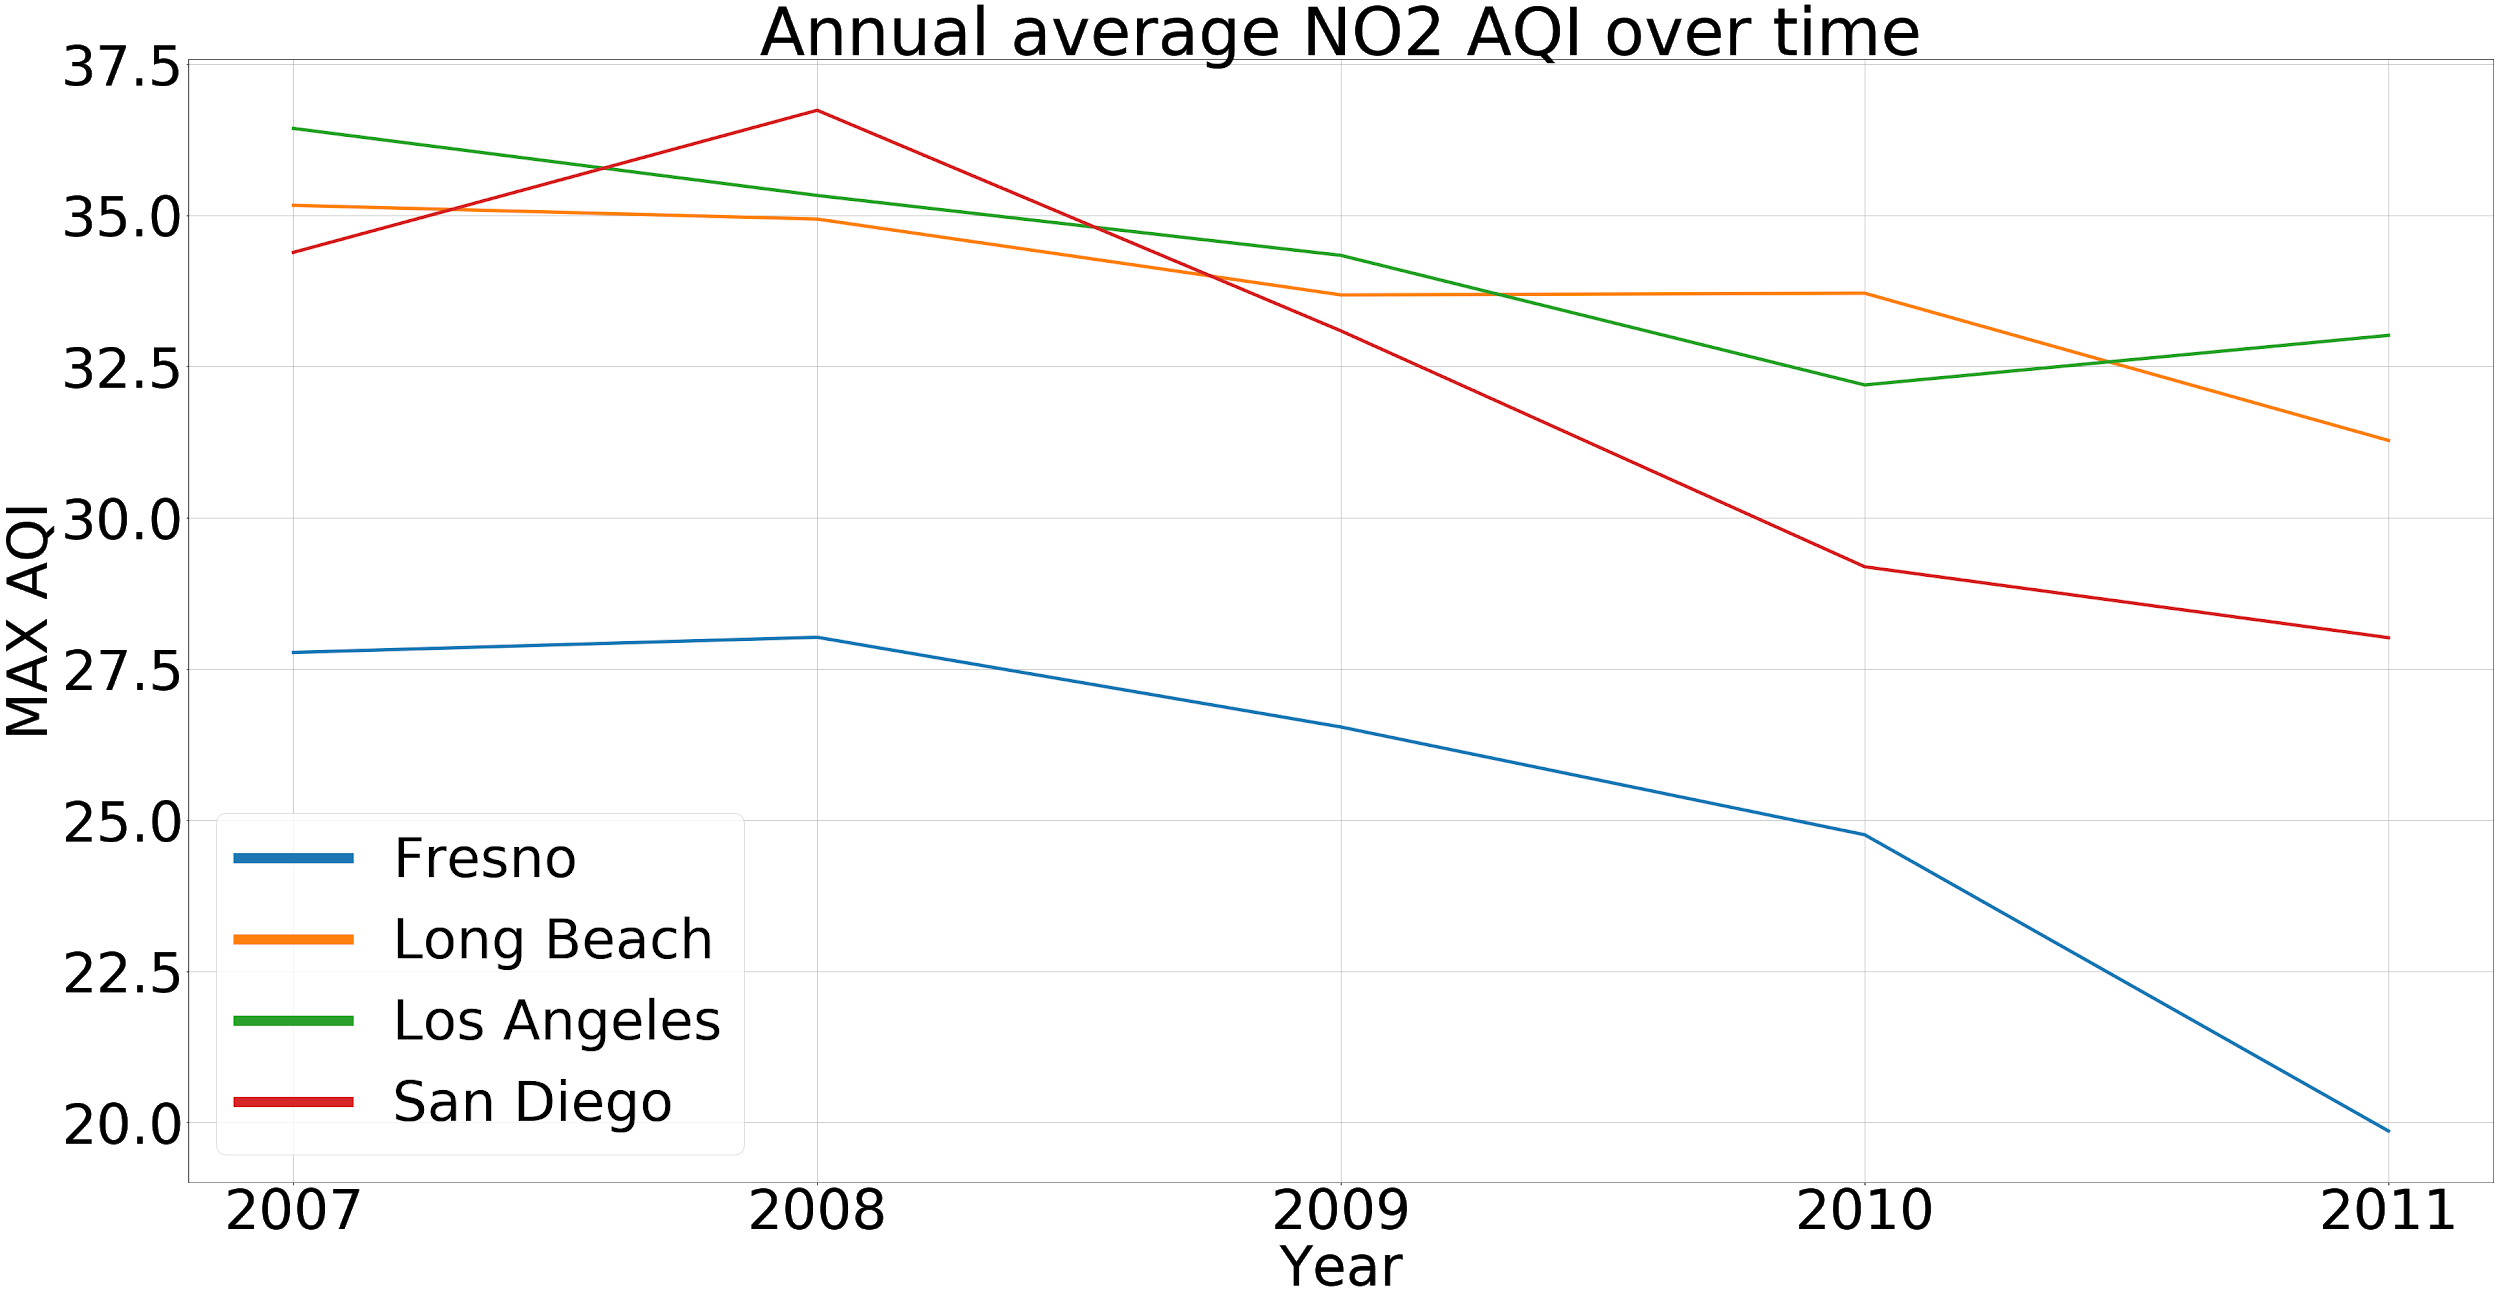 Annual average NO2 AQI over time
37.5
35.0
32.5
30.0
27.5
25.0
22.5
20.0
MAX AQI
Fresno
Long Beach
Los Angeles
San Diego
2007 2008 2009 2010 2011
Year